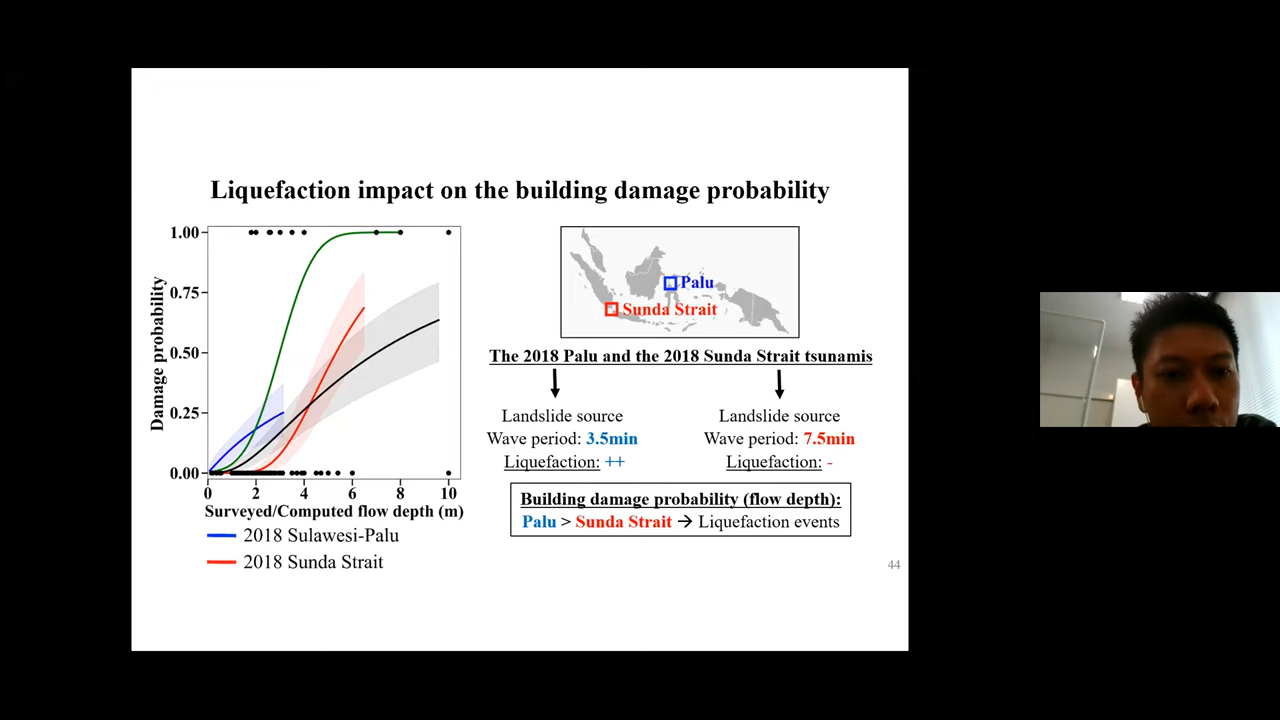 Liquefaction impact on the building damage probability
1.00
0.75
0.50
0.25
0.00
Damage probability
0 2 4 6 8 10
Surveyed/Computed flow depth (m)
2018 Sulawesi-Palu
2018 Sunda Strait
Palu
Sunda Strait
The 2018 Palu and the 2018 Sunda Strait tsunamis
Landslide source
Wave period: 3.5min
Liquefaction: ++
Landslide source
Wave period: 7.5min
Liquefaction: -
Building damage probability (flow depth):
Palu > Sunda Strait → Liquefaction events
44